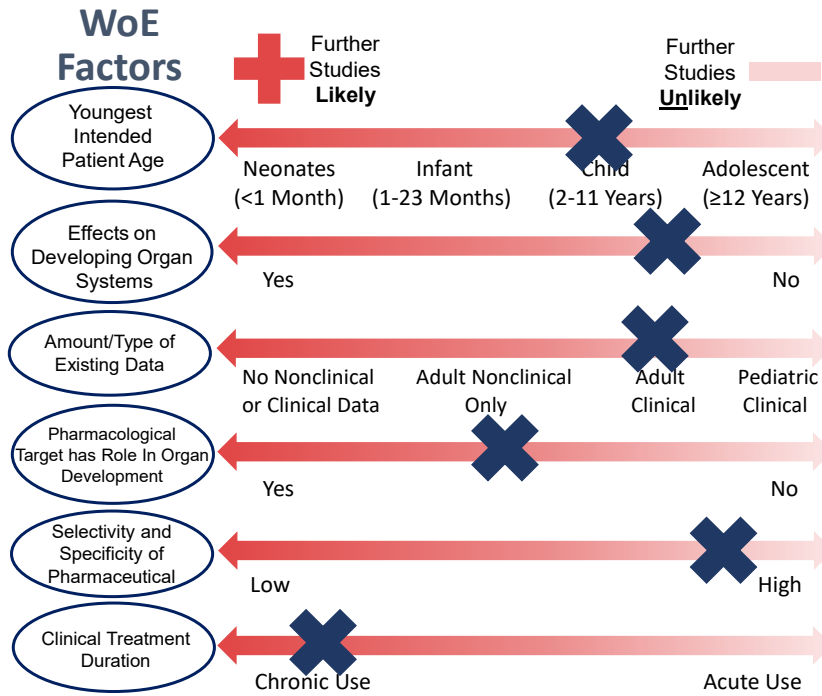 WoE
Factors
Further
Studies
Likely
Further
Studies
Unlikely
Youngest
Intended
Patient Age
Neonates
(<1 Month)
Infant
(1-23 Months)
Child
(2-11 Years)
Adolescent
(≥12 Years)
Effects on
Developing Organ
Systems
Yes
No
Amount/Type of
Existing Data
No Nonclinical
or Clinical Data
Adult Nonclinical
Only
Adult
Clinical
Pediatric
Clinical
Pharmacological
Target has Role In Organ
Development
Yes
No
Selectivity and
Specificity of
Pharmaceutical
Low
High
Clinical Treatment
Duration
Chronic Use
Acute Use